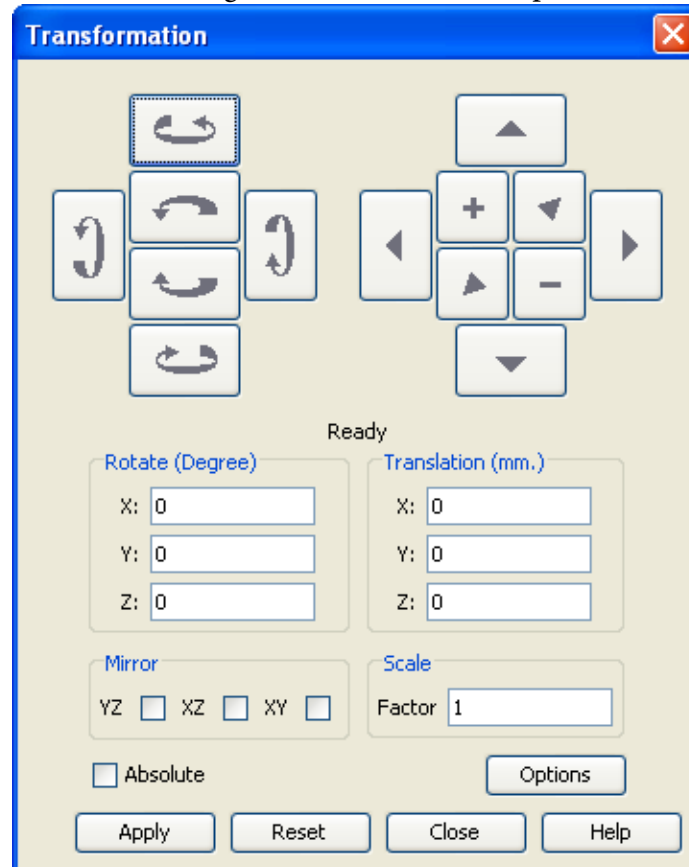 Transformation
+
−
Ready
Rotate (Degree) Translation (mm.)
X: 0 X: 0
Y: 0 Y: 0
Z: 0 Z: 0
Mirror Scale
YZ XZ XY Factor 1
Absolute Options
Apply Reset Close Help